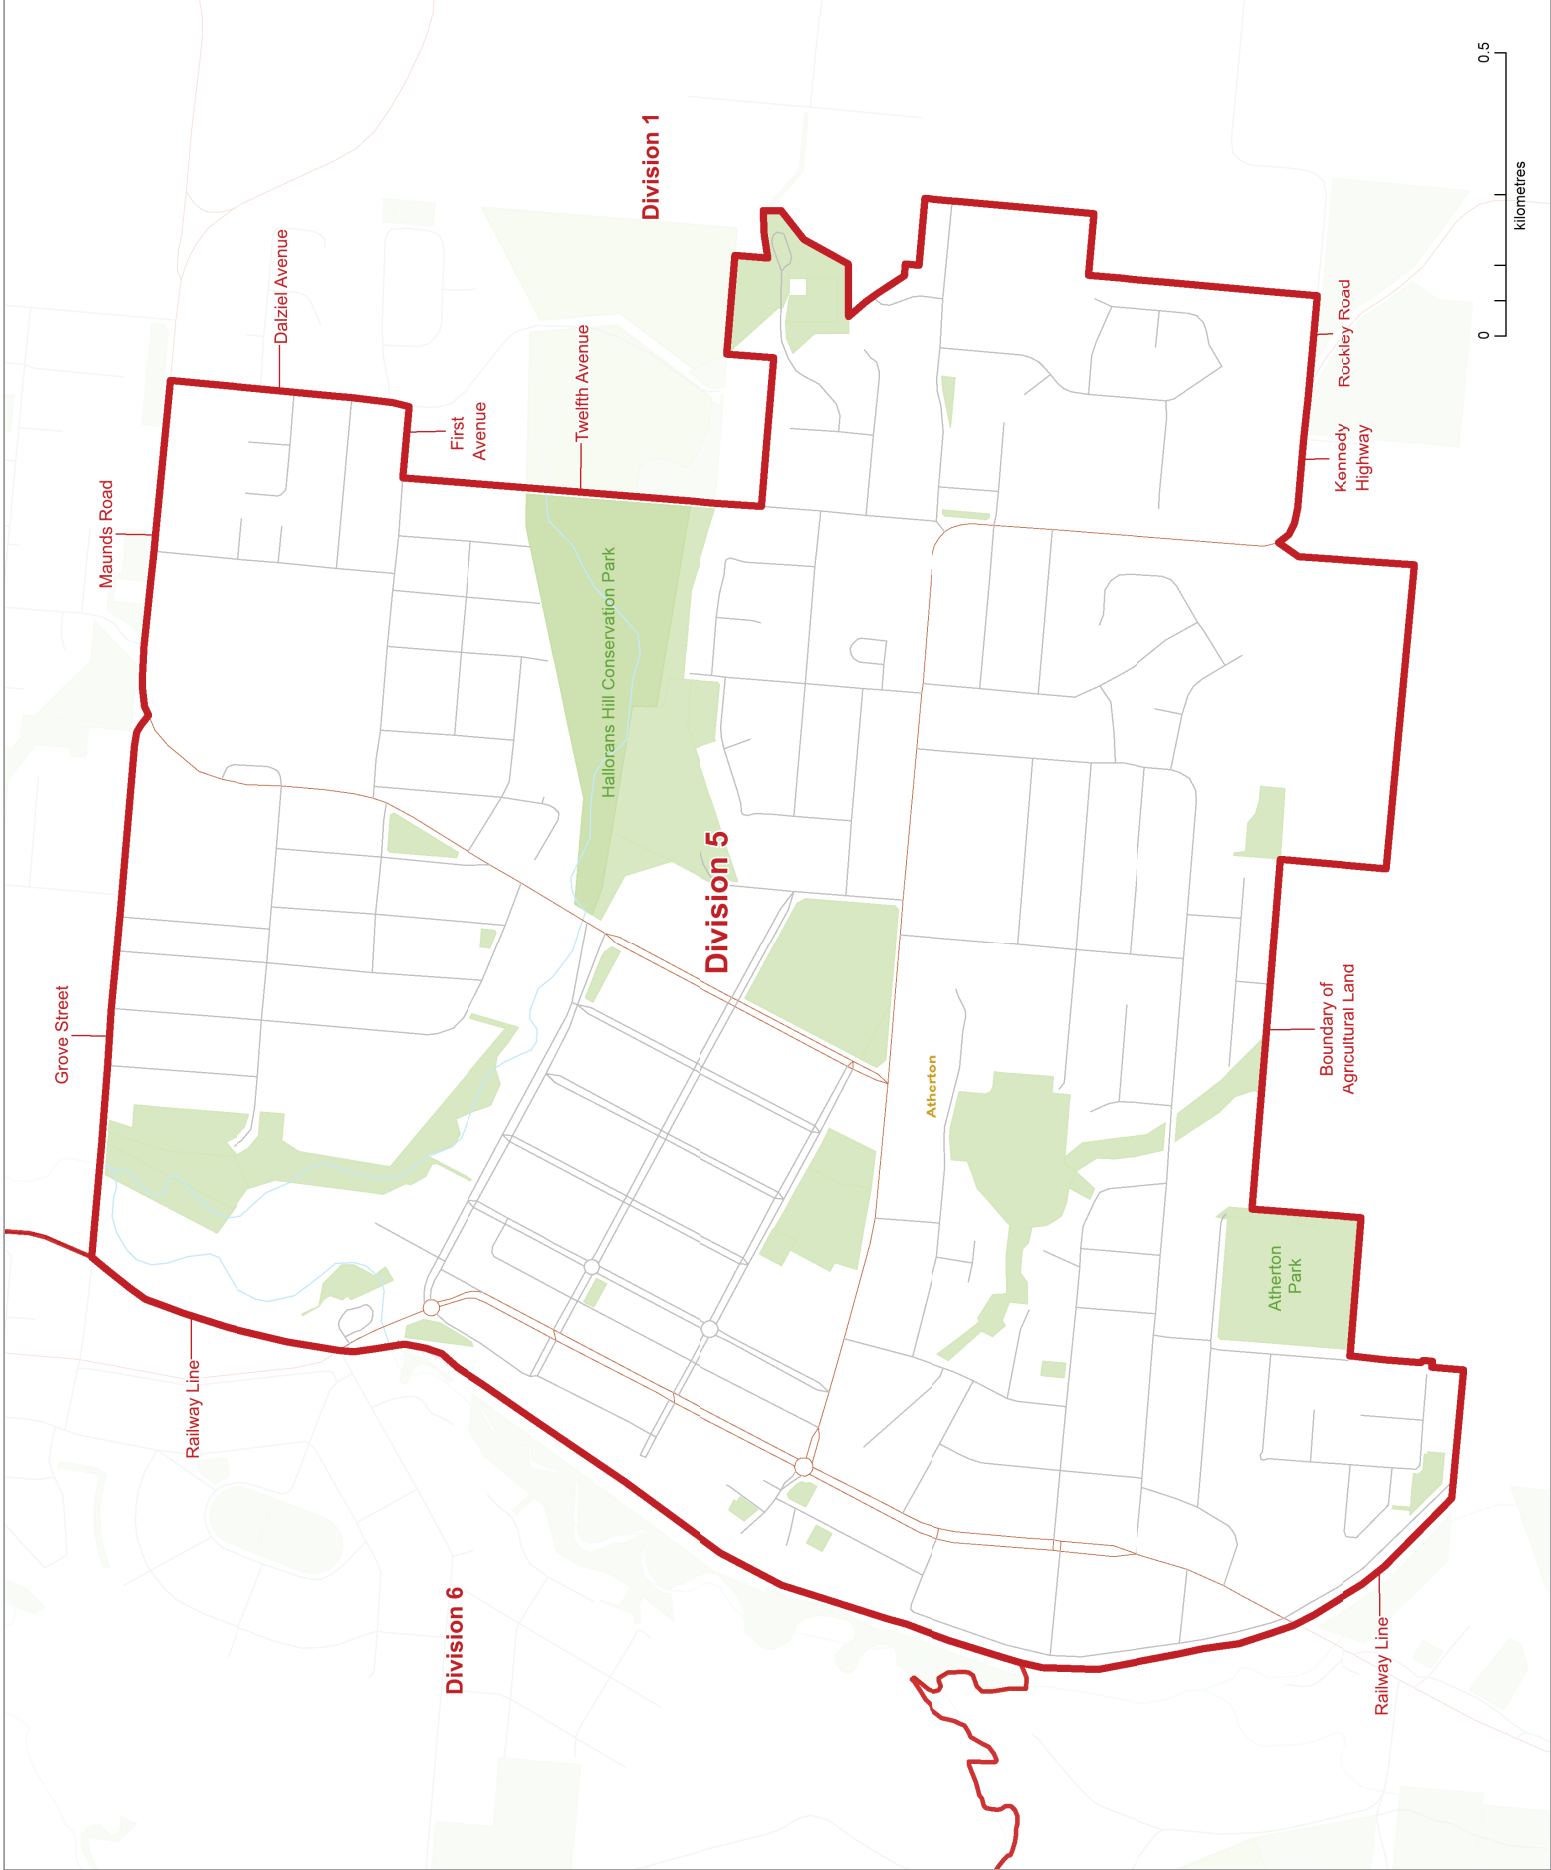 Grove Street
Maunds Road
Dalziel Avenue
First
Avenue
Twelfth Avenue
Division 1
Railway Line
Hallorans Hill Conservation Park
Division 5
Division 6
Atherton
Atherton
Park
Boundary of
Agricultural Land
Kennedy
Highway
Rockley Road
Railway Line
0
0.5
kilometres